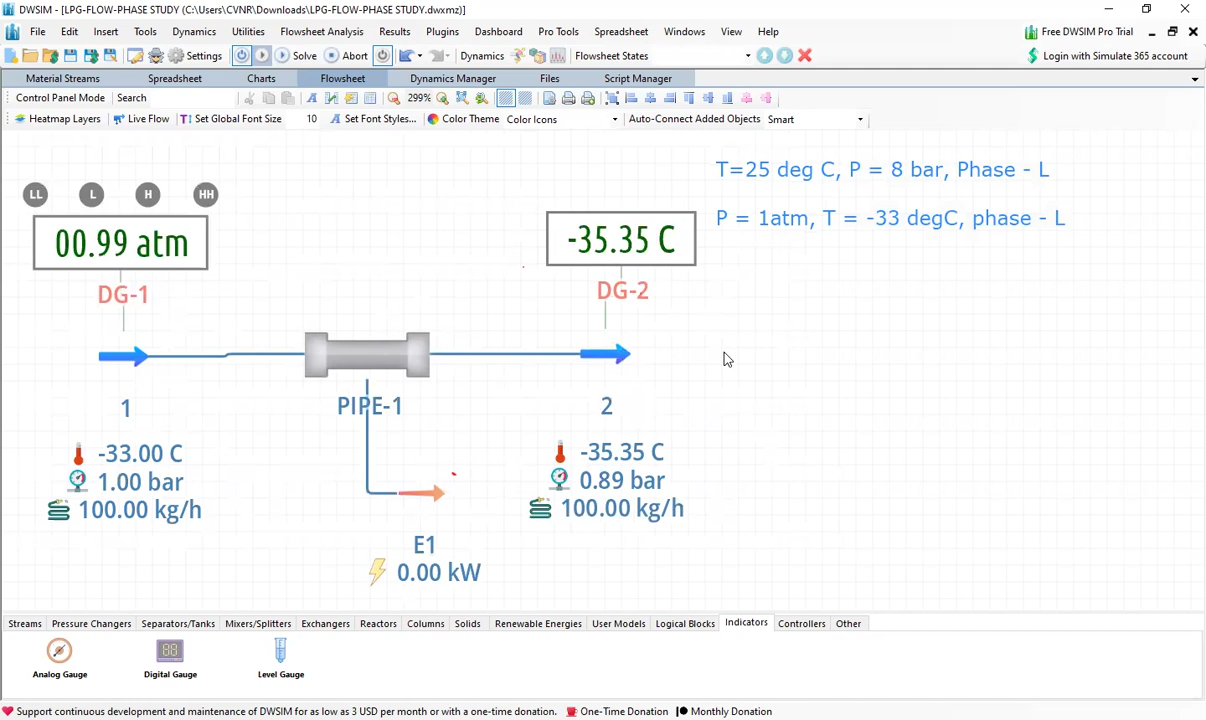 DWSIM - [LPG-FLOW-PHASE STUDY (C:\Users\CVNR\Downloads\LPG-FLOW-PHASE STUDY.dwxmz)]
File Edit Insert Tools Dynamics Utilities Flowsheet Analysis Results Plugins Dashboard Pro Tools Spreadsheet Windows View Help Free DWSIM Pro Trial
Settings Solve Abort Dynamics Flowsheet States Login with Simulate 365 account
Material Streams Spreadsheet Charts Flowsheet Dynamics Manager Files Script Manager
Control Panel Mode Search 299%
Heatmap Layers Live Flow Set Global Font Size 10 Set Font Styles... Color Theme Color Icons Auto-Connect Added Objects Smart
T=25 deg C, P = 8 bar, Phase - L
LL L H HH
P = 1atm, T = -33 degC, phase - L
00.99 atm -35.35 C
DG-1 DG-2
1 PIPE-1 2
-33.00 C -35.35 C
1.00 bar 0.89 bar
100.00 kg/h 100.00 kg/h
E1
0.00 kW
Streams Pressure Changers Separators/Tanks Mixers/Splitters Exchangers Reactors Columns Solids Renewable Energies User Models Logical Blocks Indicators Controllers Other
88
Analog Gauge Digital Gauge Level Gauge
Support continuous development and maintenance of DWSIM for as low as 3 USD per month or with a one-time donation. One-Time Donation Monthly Donation